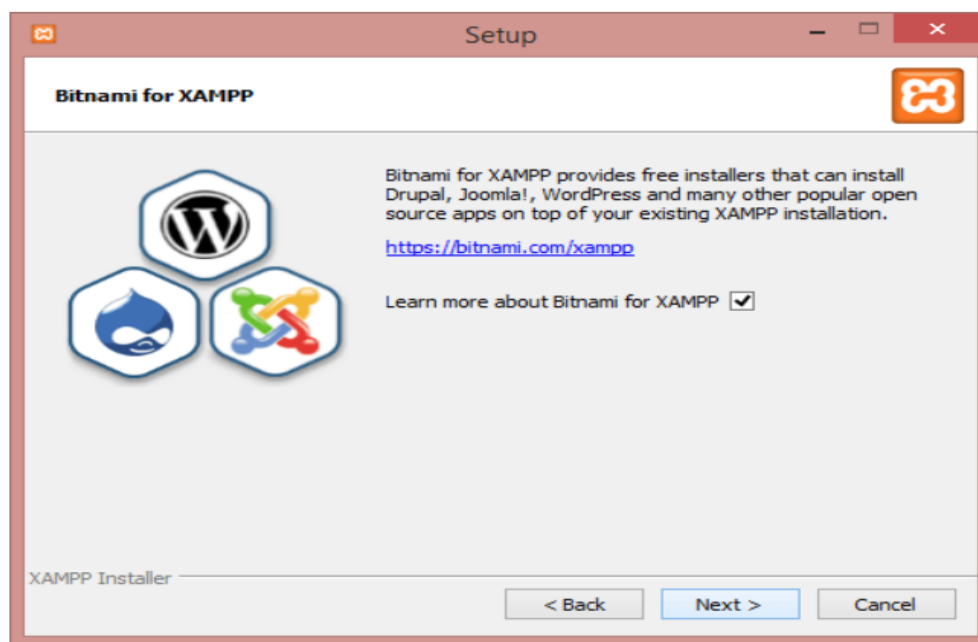 Setup
Bitnami for XAMPP
Bitnami for XAMPP provides free installers that can install
Drupal, Joomla!, WordPress and many other popular open
source apps on top of your existing XAMPP installation.
https://bitnami.com/xampp
Learn more about Bitnami for XAMPP
XAMPP Installer
< Back
Next >
Cancel